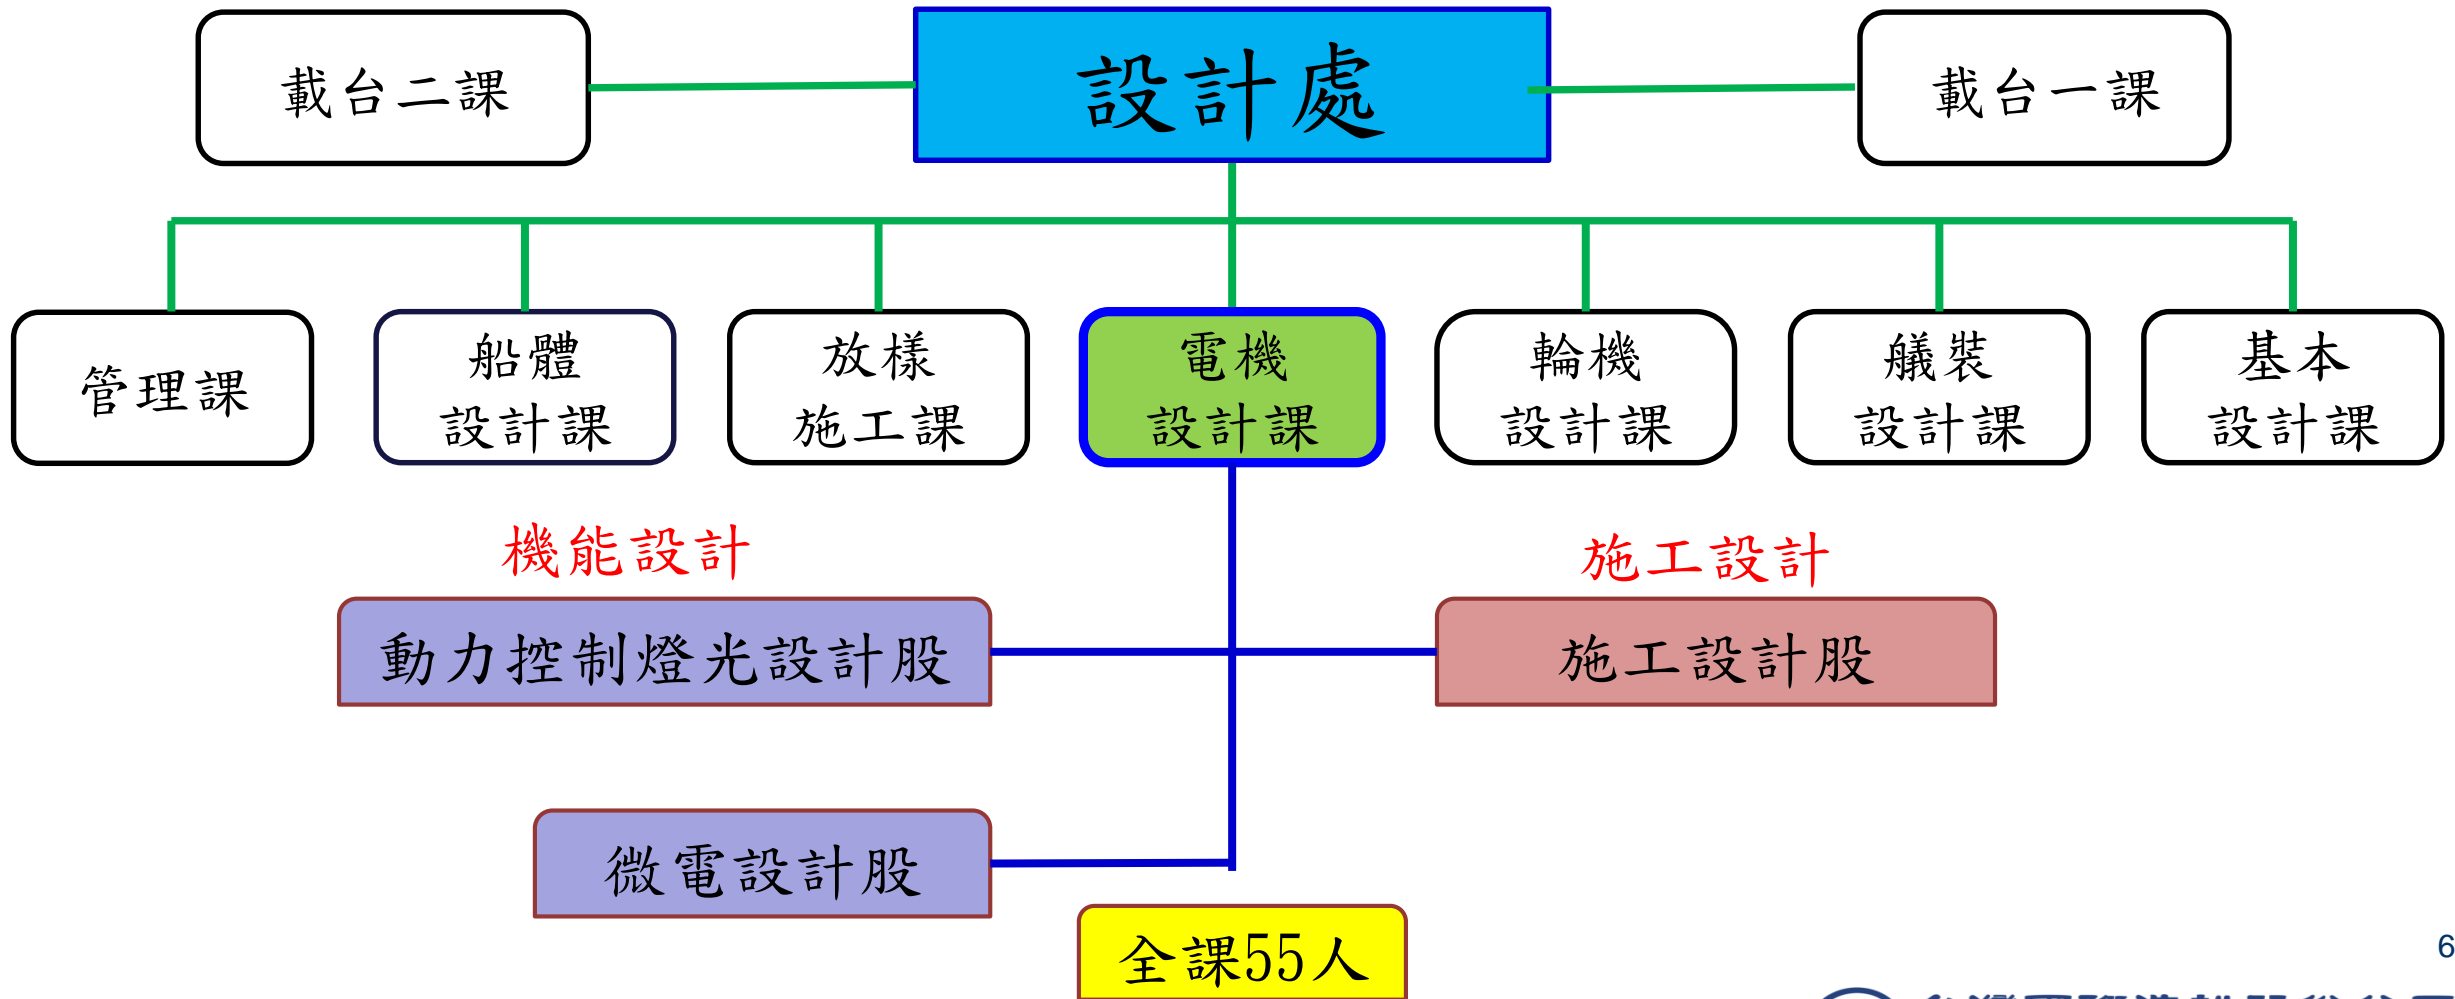 載台二課
設計處
載台一課
管理課
船體
設計課
放樣
施工課
電機
設計課
輪機
設計課
艤裝
設計課
基本
設計課
機能設計
施工設計
動力控制燈光設計股
施工設計股
微電設計股
全課55人
6